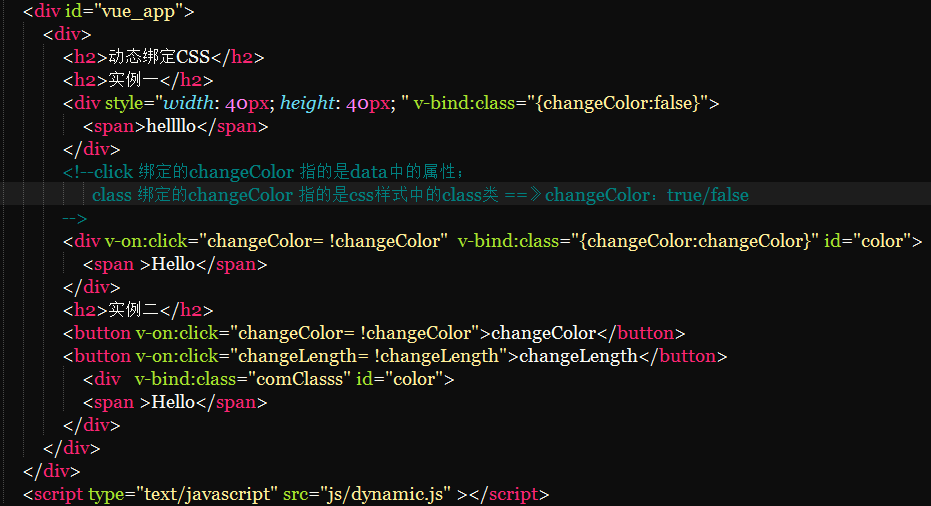 <div id="vue_app">
<div>
<h2>动态绑定CSS</h2>
<h2>实例一</h2>
<div style="width: 40px; height: 40px; " v-bind:class="{changeColor:false}">
<span>hellllo</span>
</div>
<!--click 绑定的changeColor 指的是data中的属性；
class 绑定的changeColor 指的是css样式中的class类 ==》changeColor：true/false
-->
<div v-on:click="changeColor= !changeColor"  v-bind:class="{changeColor:changeColor}" id="color">
<span >Hello</span>
</div>
<h2>实例二</h2>
<button v-on:click="changeColor= !changeColor">changeColor</button>
<button v-on:click="changeLength= !changeLength">changeLength</button>
<div  v-bind:class="comClasss" id="color">
<span >Hello</span>
</div>
</div>
</div>
<script type="text/javascript" src="js/dynamic.js" ></script>